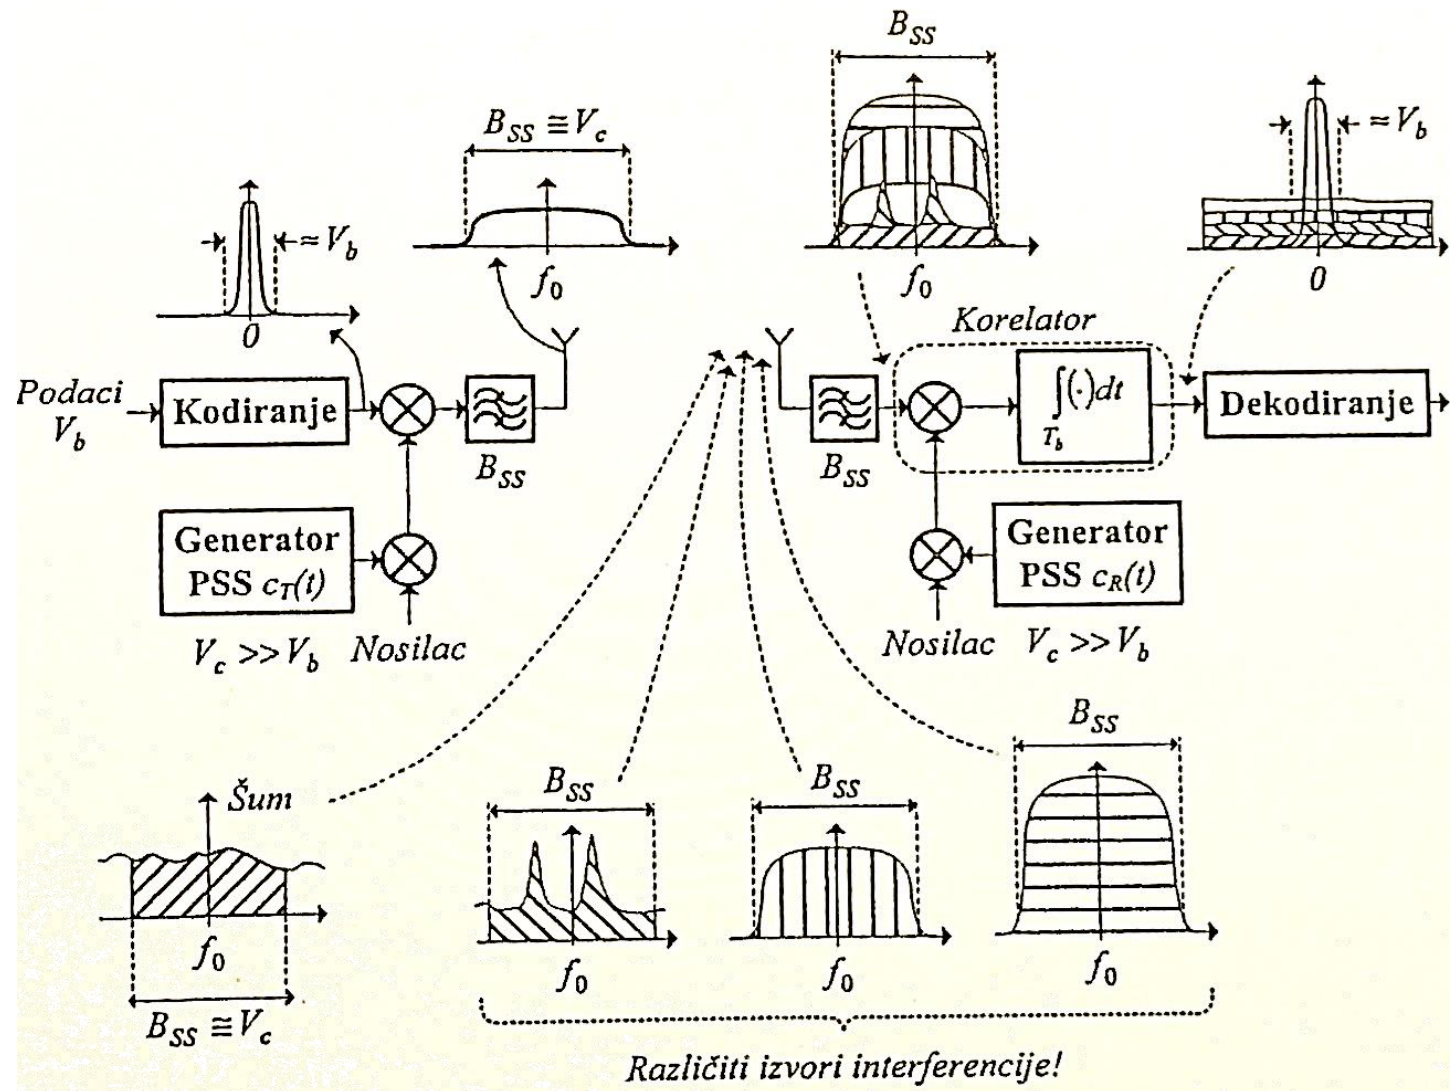 B_SS
B_SS ≅ V_c
≈ V_b
≈ V_b
f_0
f_0
0
0
Korelator
Podaci
V_b
Kodiranje
B_SS
B_SS
∫(·)dt
T_b
Dekodiranje
Generator
PSS c_T(t)
Generator
PSS c_R(t)
V_c >> V_b
Nosilac
Nosilac
V_c >> V_b
Šum
f_0
B_SS ≅ V_c
B_SS
f_0
B_SS
f_0
B_SS
f_0
Različiti izvori interferencije!